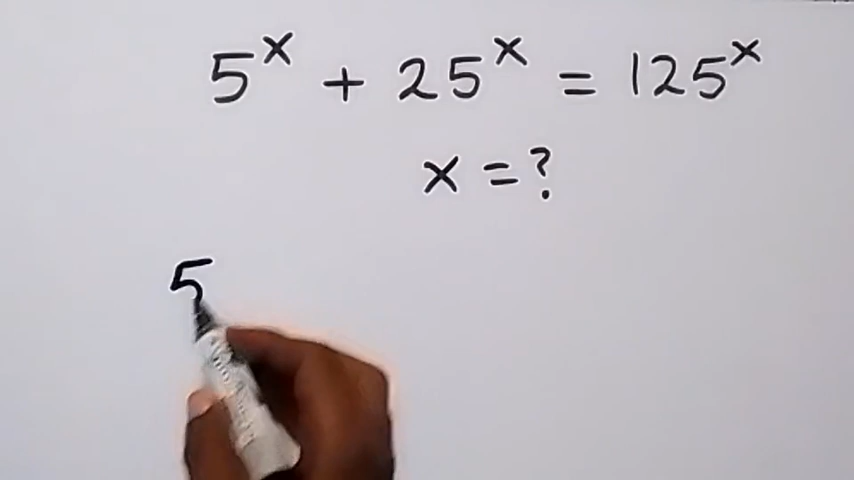 5^x + 25^x = 125^x
x = ?
5